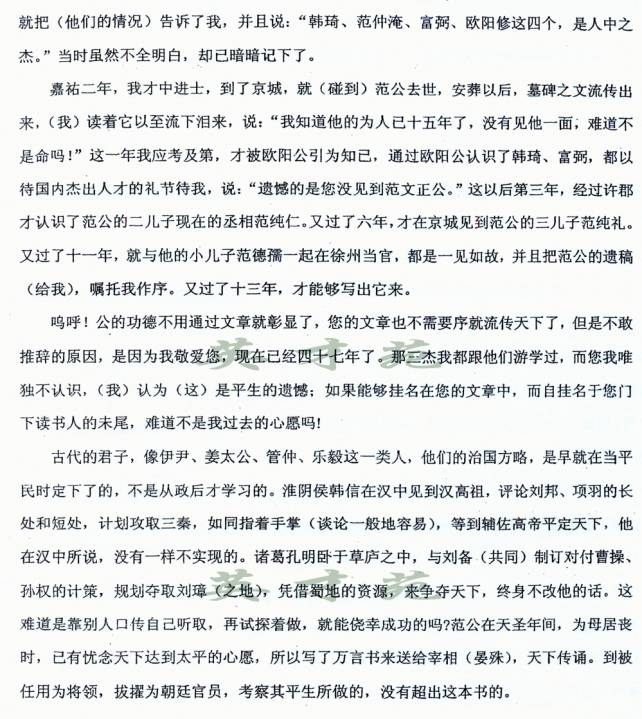 就把（他们的情况）告诉了我，并且说：“韩琦、范仲淹、富弼、欧阳修这四个，是人中之
杰。”当时虽然不全明白，却已暗暗记下了。
嘉祐二年，我才中进士，到了京城，就（碰到）范公去世，安葬以后，墓碑之文流传出
来，（我）读着它以至流下泪来，说：“我知道他的为人已十五年了，没有见他一面，难道不
是命吗！”这一年我应考及第，才被欧阳公引为知已，通过欧阳公认识了韩琦、富弼，都以
待国内杰出人才的礼节待我，说：“遗憾的是您没见到范文正公。”这以后第三年，经过许郡
才认识了范公的二儿子现在的丞相范纯仁。又过了六年，才在京城见到范公的三儿子范纯礼。
又过了十一年，就与他的小儿子范德孺一起在徐州当官，都是一见如故，并且把范公的遗稿
（给我），嘱托我作序。又过了十三年，才能够写出它来。
呜呼！公的功德不用通过文章就彰显了，您的文章也不需要序就流传天下了，但是不敢
推辞的原因，是因为我敬爱您，现在已经四十七年了。那三杰我都跟他们游学过，而您我唯
独不认识，（我）认为（这）是平生的遗憾；如果能够挂名在您的文章中，而自挂名于您门
下读书人的末尾，难道不是我过去的心愿吗！
古代的君子，像伊尹、姜太公、管仲、乐毅这一类人，他们的治国方略，是早就在当平
民时定下了的，不是从政后才学习的。淮阴侯韩信在汉中见到汉高祖，评论刘邦、项羽的长
处和短处，计划攻取三秦，如同指着手掌（谈论一般地容易），等到辅佐高帝平定天下，他
在汉中所说，没有一样不实现的。诸葛孔明卧于草庐之中，与刘备（共同）制订对付曹操、
孙权的计策，规划夺取刘璋（之地），凭借蜀地的资源，来争夺天下，终身不改他的话。这
难道是靠别人口传自己听取，再试探着做，就能侥幸成功的吗？范公在天圣年间，为母居丧
时，已有忧念天下达到太平的心愿，所以写了万言书来送给宰相（晏殊），天下传诵。到被
任用为将领，拔擢为朝廷官员，考察其平生所做的，没有超出这本书的。
英才苑
英才苑